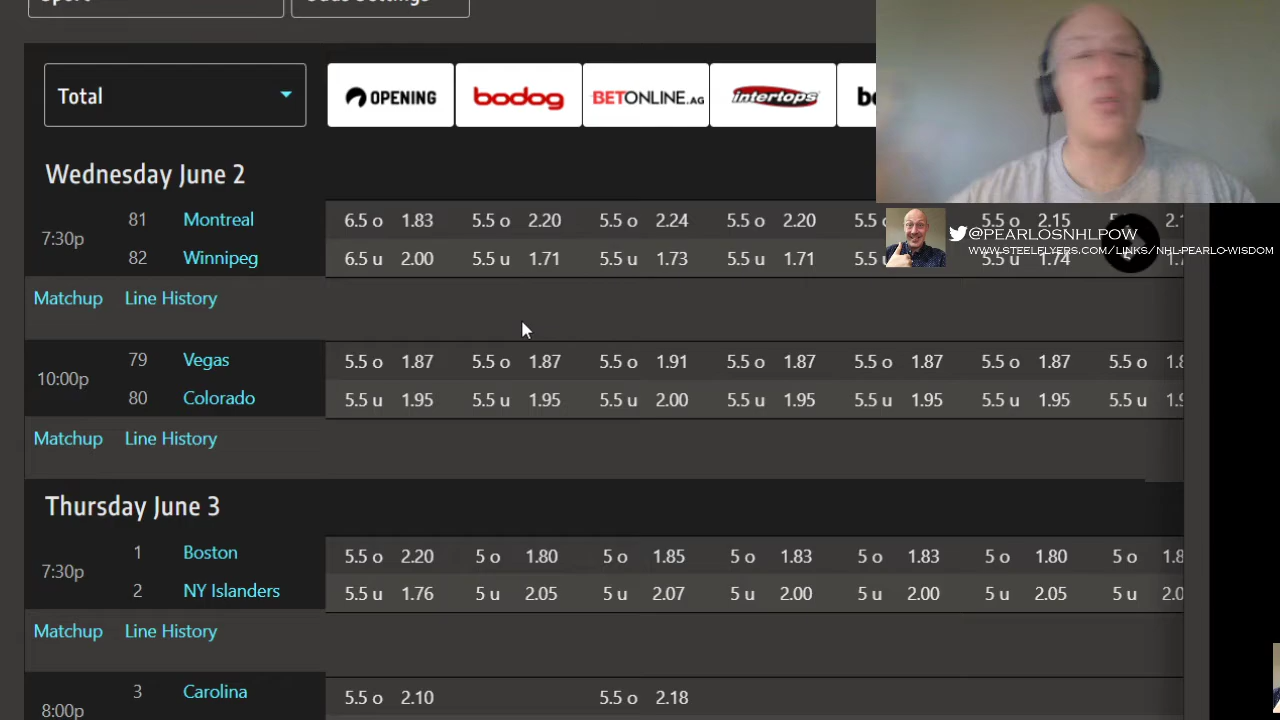 Total OPENING bodog BETONLINE.AG intertops
Wednesday June 2
7:30p
81 Montreal 6.5 o 1.83 5.5 o 2.20 5.5 o 2.24 5.5 o 2.20 5.5 o 2.15
82 Winnipeg 6.5 u 2.00 5.5 u 1.71 5.5 u 1.73 5.5 u 1.71 5.5 u 1.74
@PEARLOSNHLPOW
WWW.STEELFLYERS.COM/LINKS/NHL-PEARLO-WISDOM
Matchup Line History
10:00p
79 Vegas 5.5 o 1.87 5.5 o 1.87 5.5 o 1.91 5.5 o 1.87 5.5 o 1.87 5.5 o 1.87 5.5 o
80 Colorado 5.5 u 1.95 5.5 u 1.95 5.5 u 2.00 5.5 u 1.95 5.5 u 1.95 5.5 u 1.95 5.5 u
Matchup Line History
Thursday June 3
7:30p
1 Boston 5.5 o 2.20 5 o 1.80 5 o 1.85 5 o 1.83 5 o 1.83 5 o 1.80 5 o
2 NY Islanders 5.5 u 1.76 5 u 2.05 5 u 2.07 5 u 2.00 5 u 2.00 5 u 2.05 5 u
Matchup Line History
8:00p
3 Carolina 5.5 o 2.10 5.5 o 2.18